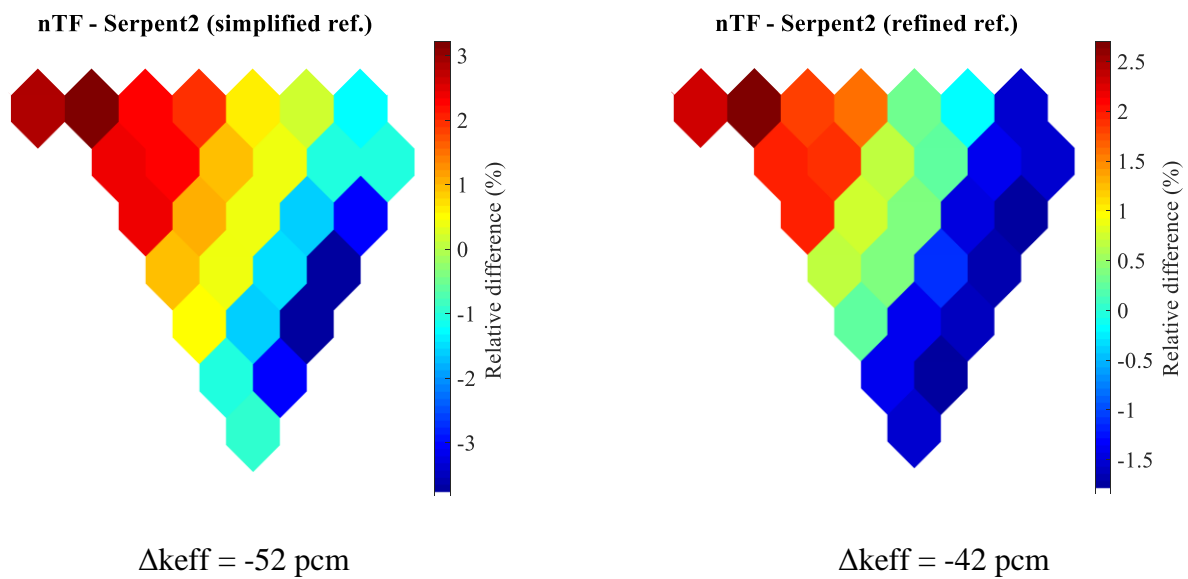 nTF - Serpent2 (simplified ref.)
3
2
1
0
-1
-2
-3
Relative difference (%)
Δkeff = -52 pcm
nTF - Serpent2 (refined ref.)
2.5
2
1.5
1
0.5
0
-0.5
-1
-1.5
Relative difference (%)
Δkeff = -42 pcm